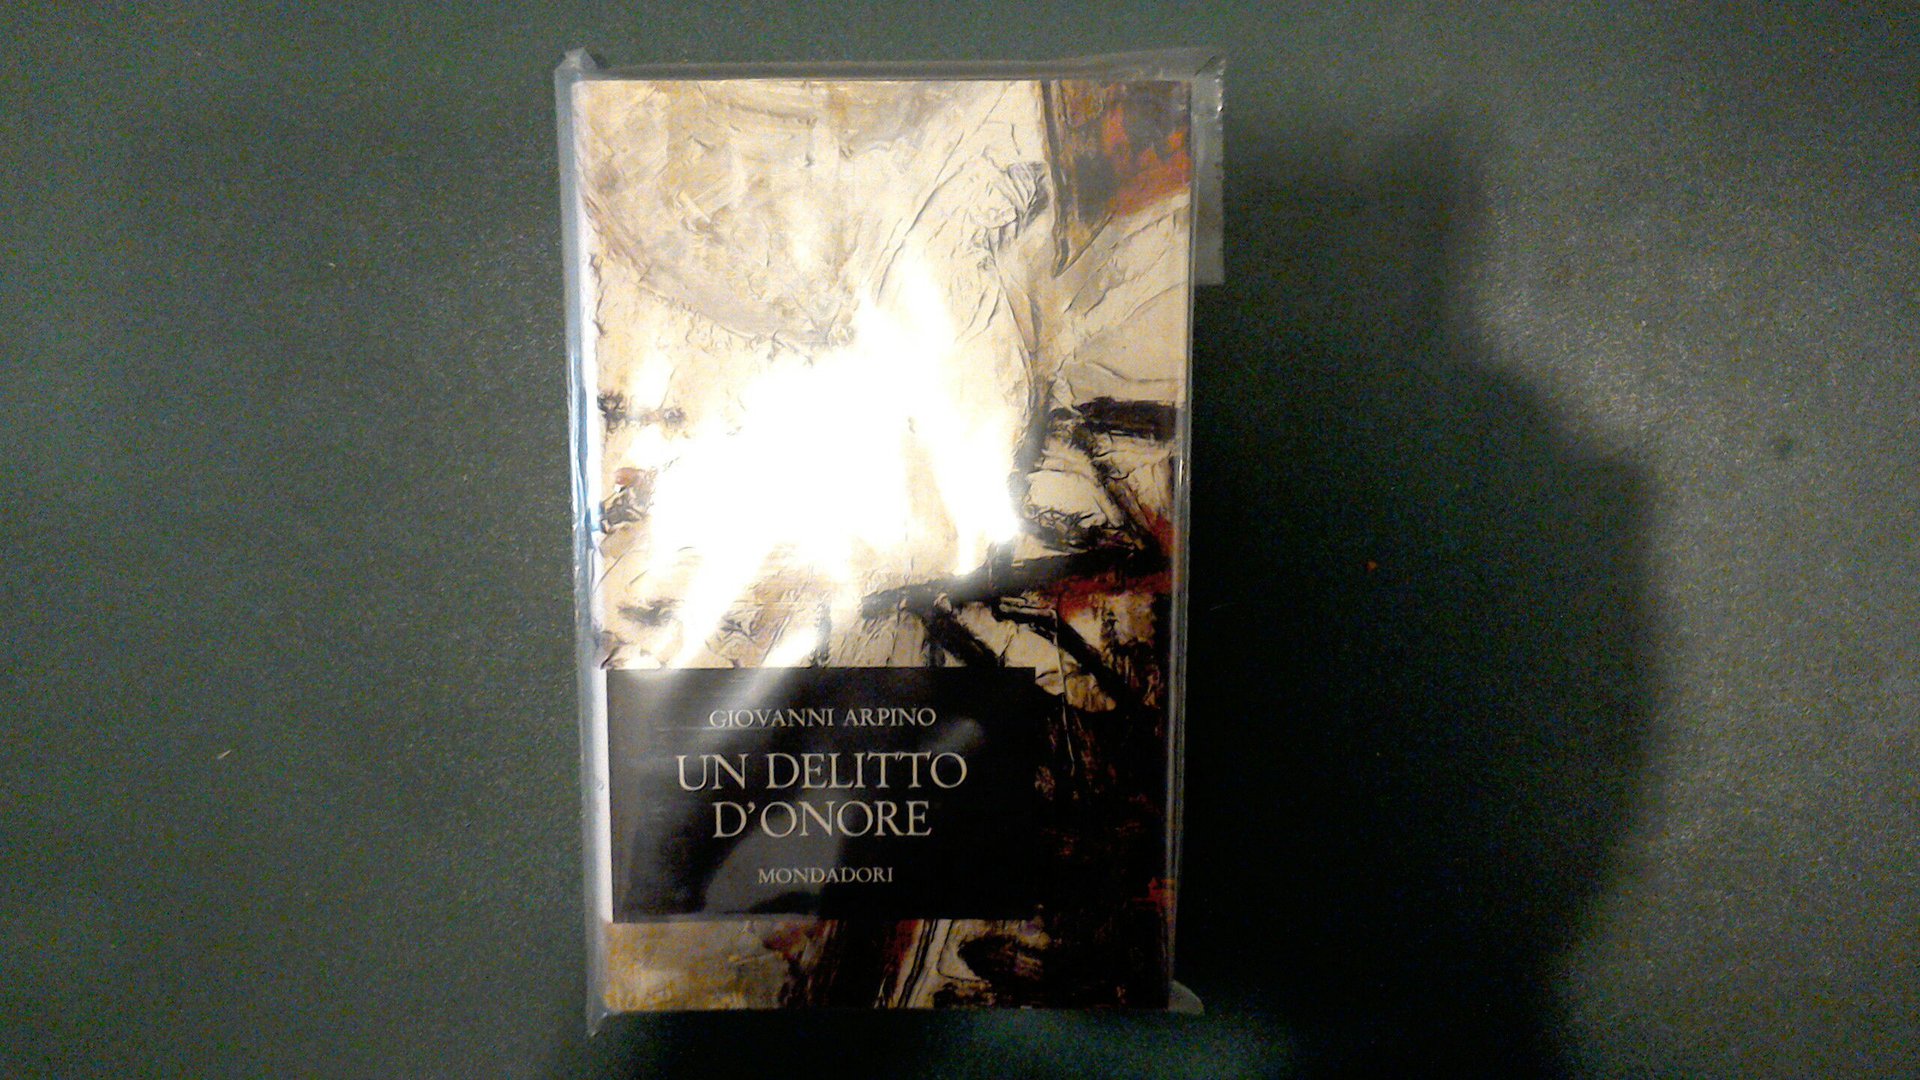 GIOVANNI ARPINO
UN DELITTO
D'ONORE
MONDADORI